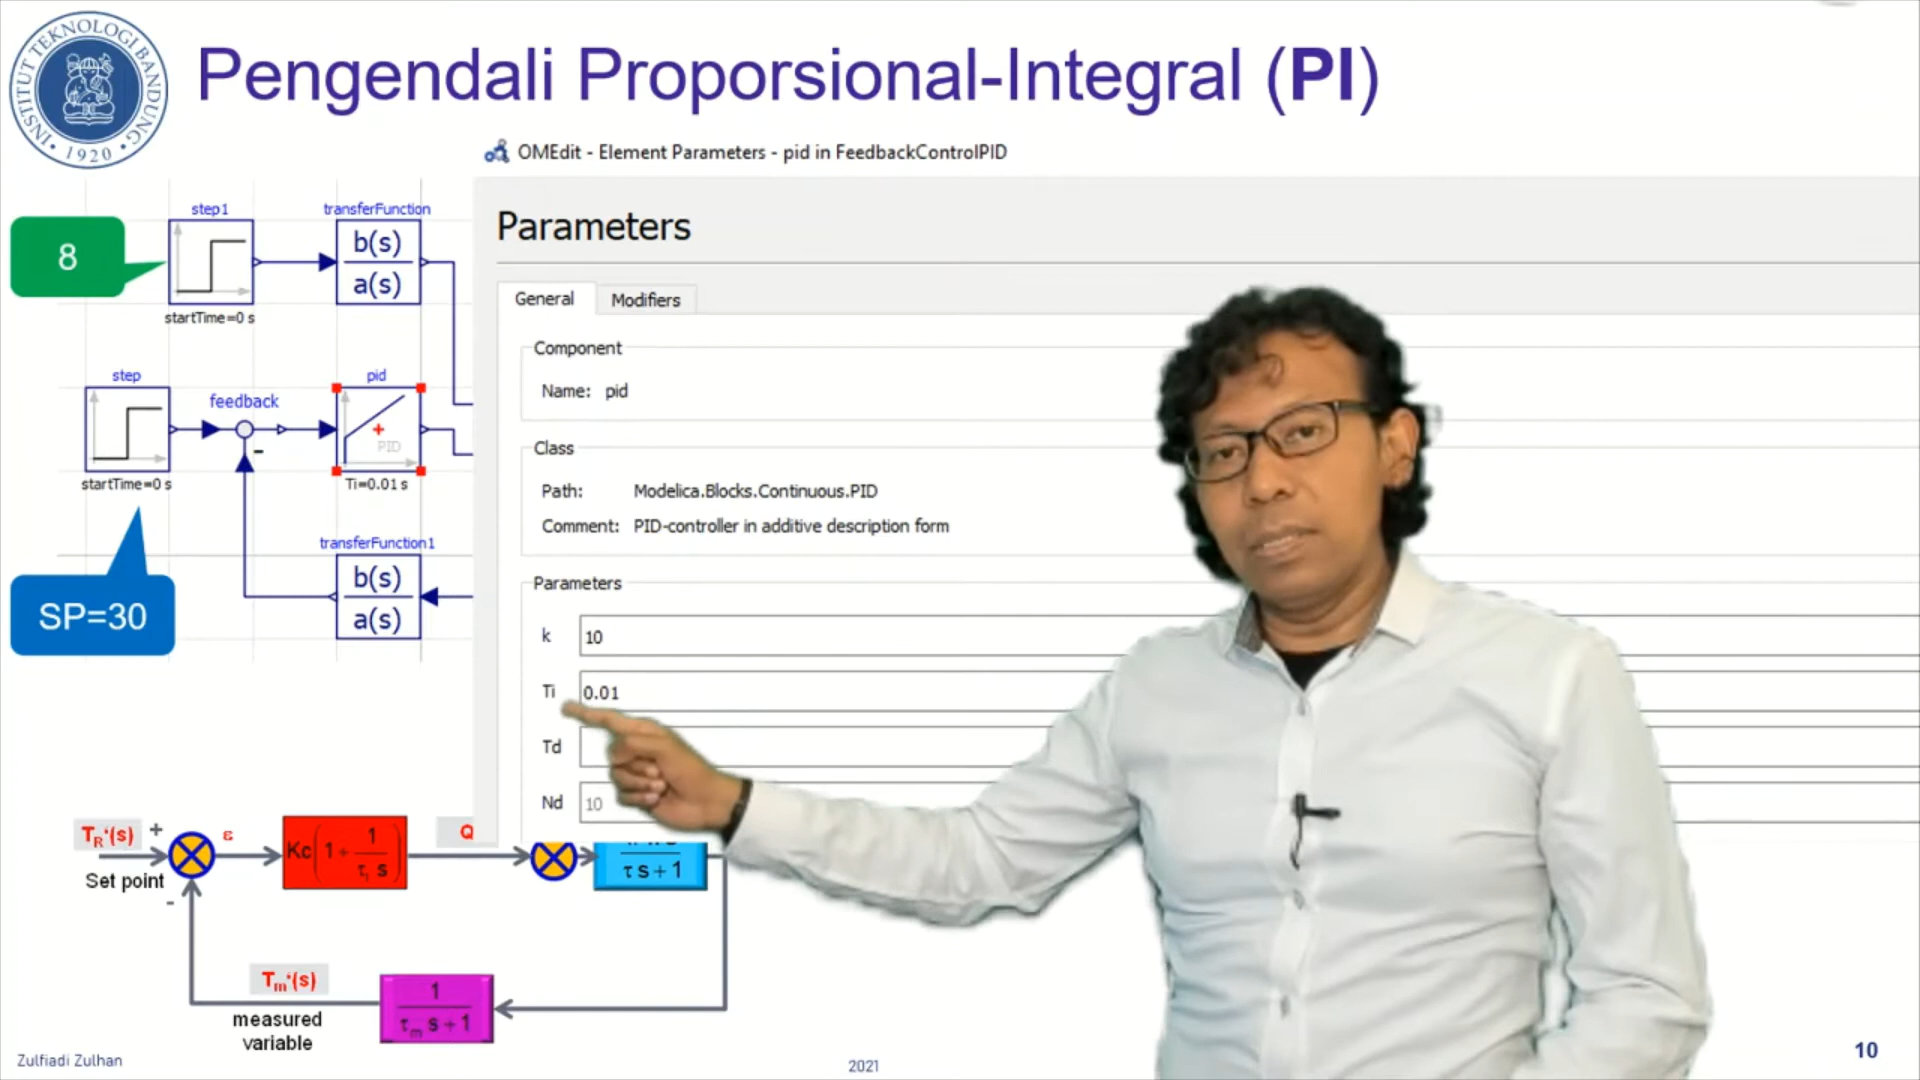 INSTITUT TEKNOLOGI BANDUNG
1920
Pengendali Proporsional-Integral (PI)
OMEdit - Element Parameters - pid in FeedbackControlPID
Parameters
General
Modifiers
Component
Name: pid
Class
Path: Modelica.Blocks.Continuous.PID
Comment: PID-controller in additive description form
Parameters
k 10
Ti 0.01
Td
Nd 10
8
step1
startTime=0 s
transferFunction
b(s)
a(s)
step
startTime=0 s
feedback
-
pid
PID
Ti=0.01 s
SP=30
transferFunction1
b(s)
a(s)
TR'(s)
+
Set point
-
ε
Kc(1+ 1
τI s)
Q
τ s+1
Tm'(s)
measured
variable
1
τm s+1
Zulfiadi Zulhan
2021
10